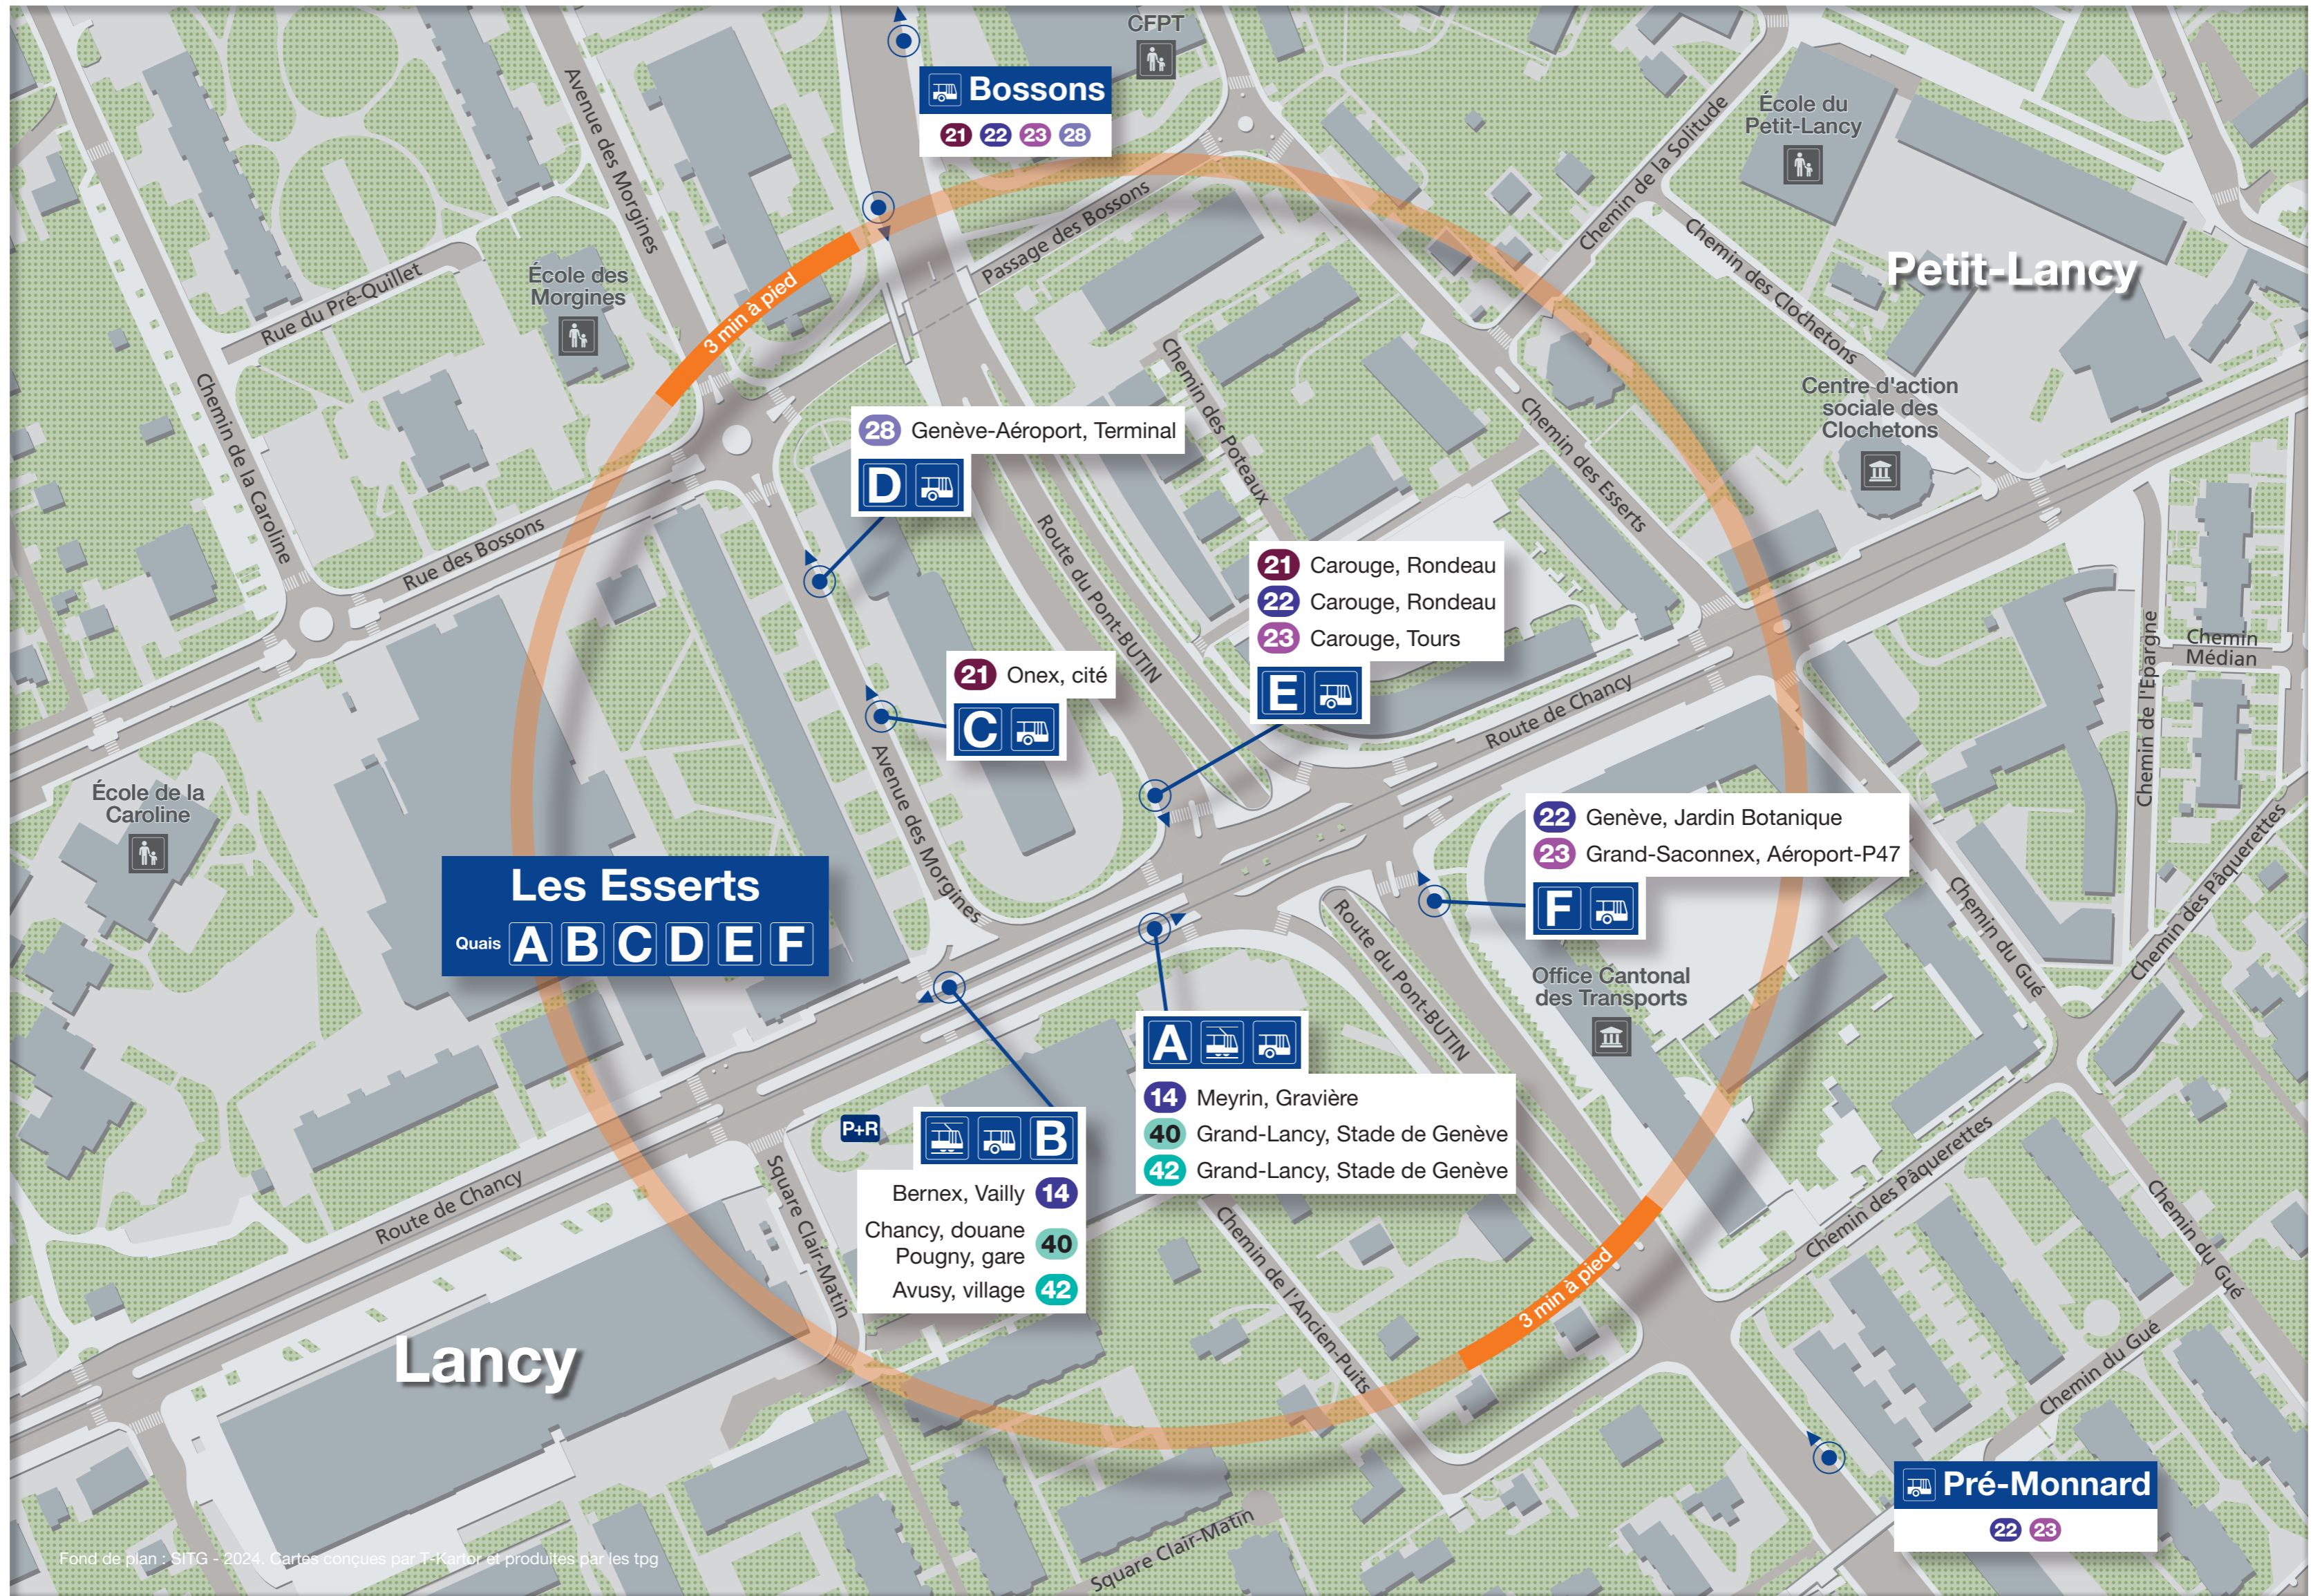 CFPT
Bossons
21 22 23 28
Avenue des Morgines
Passage des Bossons
Chemin de la Solitude
École du
Petit-Lancy
Petit-Lancy
Chemin des Clochetons
Centre d'action
sociale des
Clochetons
École des
Morgines
Rue du Pré-Quillet
3 min à pied
Chemin de la Caroline
Rue des Bossons
28 Genève-Aéroport, Terminal
D
Chemin des Poteaux
Chemin des Esserts
Route du Pont-BUTIN
21 Carouge, Rondeau
22 Carouge, Rondeau
23 Carouge, Tours
E
21 Onex, cité
C
Avenue des Morgines
Route de Chancy
Chemin de l'Epargne
Chemin
Médian
Chemin des Pâquerettes
22 Genève, Jardin Botanique
23 Grand-Saconnex, Aéroport-P47
F
École de la
Caroline
Les Esserts
Quais A B C D E F
Chemin du Gué
Office Cantonal
des Transports
Route du Pont-BUTIN
A
14 Meyrin, Gravière
40 Grand-Lancy, Stade de Genève
42 Grand-Lancy, Stade de Genève
P+R
B
Bernex, Vailly 14
Chancy, douane
Pougny, gare 40
Avusy, village 42
Route de Chancy
Square Clair-Matin
Chemin de l'Ancien-Puits
3 min à pied
Chemin des Pâquerettes
Chemin du Gué
Chemin du Gué
Lancy
Pré-Monnard
22 23
Square Clair-Matin
Fond de plan : SITG - 2024. Cartes conçues par T-Kartor et produites par les tpg